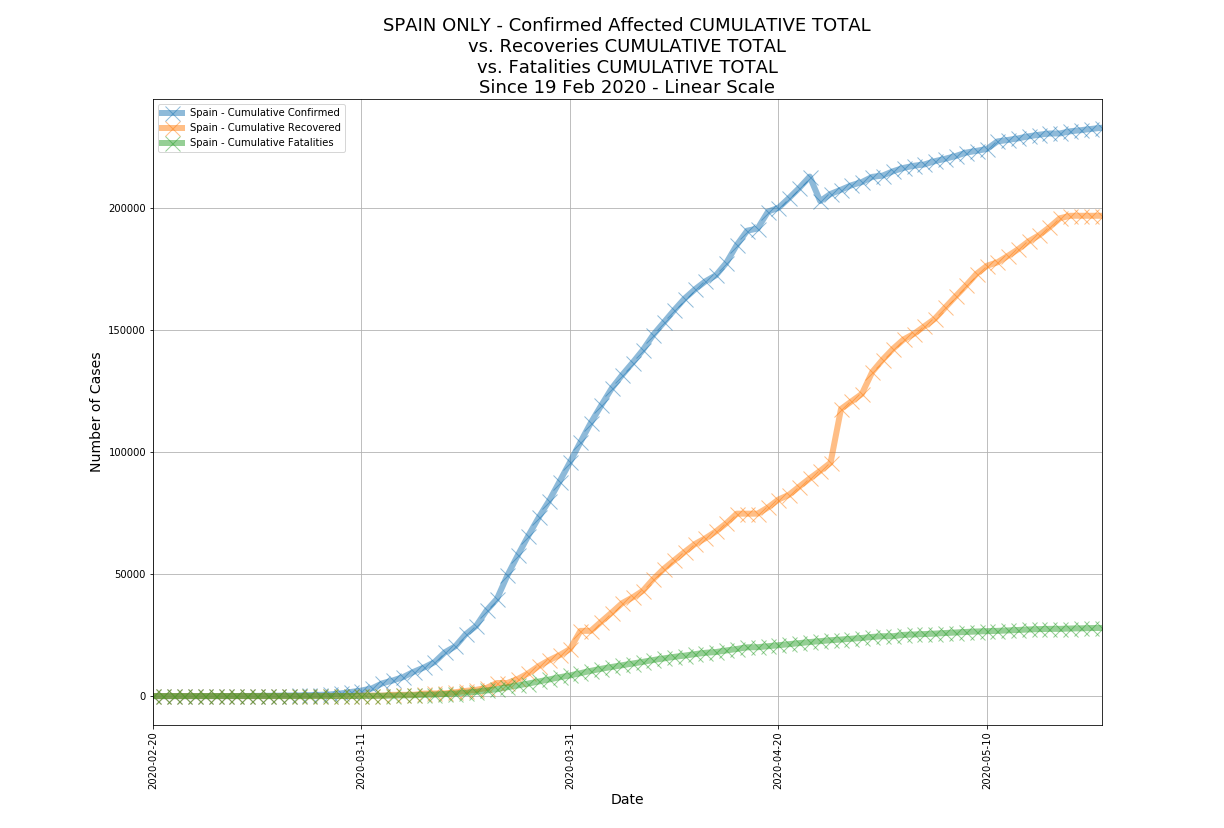 SPAIN ONLY - Confirmed Affected CUMULATIVE TOTAL
vs. Recoveries CUMULATIVE TOTAL
vs. Fatalities CUMULATIVE TOTAL
Since 19 Feb 2020 - Linear Scale
Spain - Cumulative Confirmed
Spain - Cumulative Recovered
Spain - Cumulative Fatalities
Number of Cases
200000
150000
100000
50000
0
2020-02-20
2020-03-11
2020-03-31
2020-04-20
2020-05-10
Date